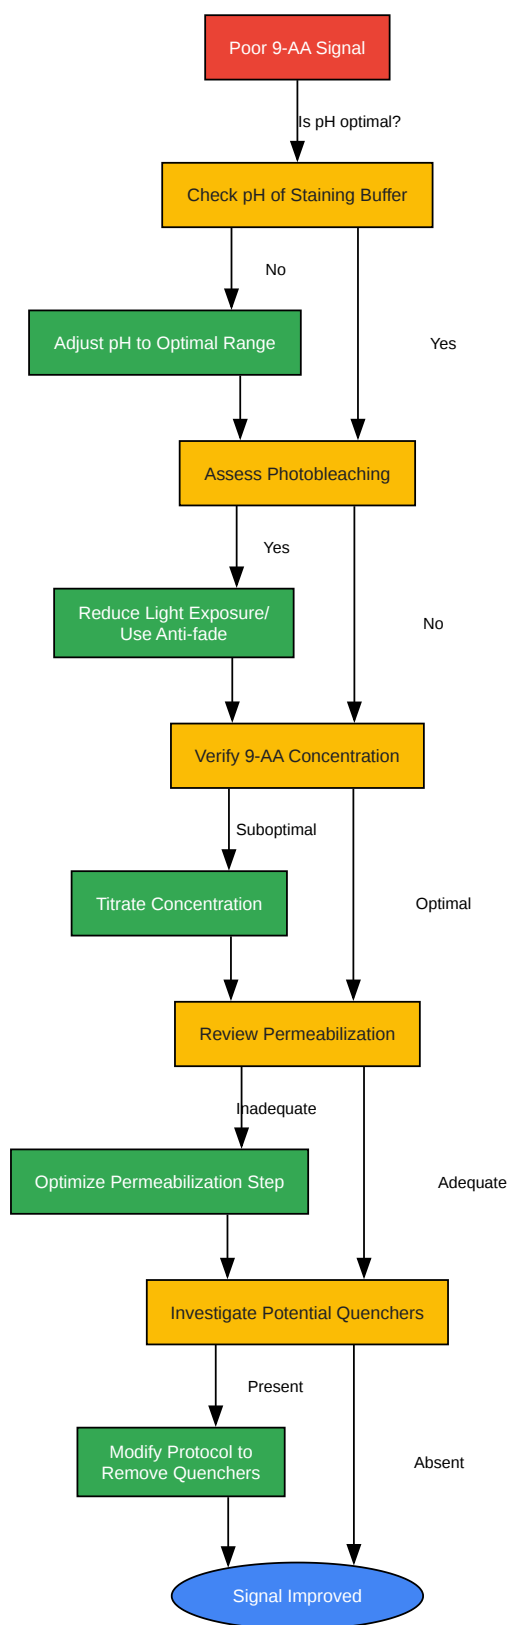 Poor 9-AA Signal
Is pH optimal?
Check pH of Staining Buffer
No
Adjust pH to Optimal Range
Yes
Assess Photobleaching
Yes
Reduce Light Exposure/
Use Anti-fade
No
Verify 9-AA Concentration
Suboptimal
Titrate Concentration
Optimal
Review Permeabilization
Inadequate
Optimize Permeabilization Step
Adequate
Investigate Potential Quenchers
Present
Modify Protocol to
Remove Quenchers
Absent
Signal Improved